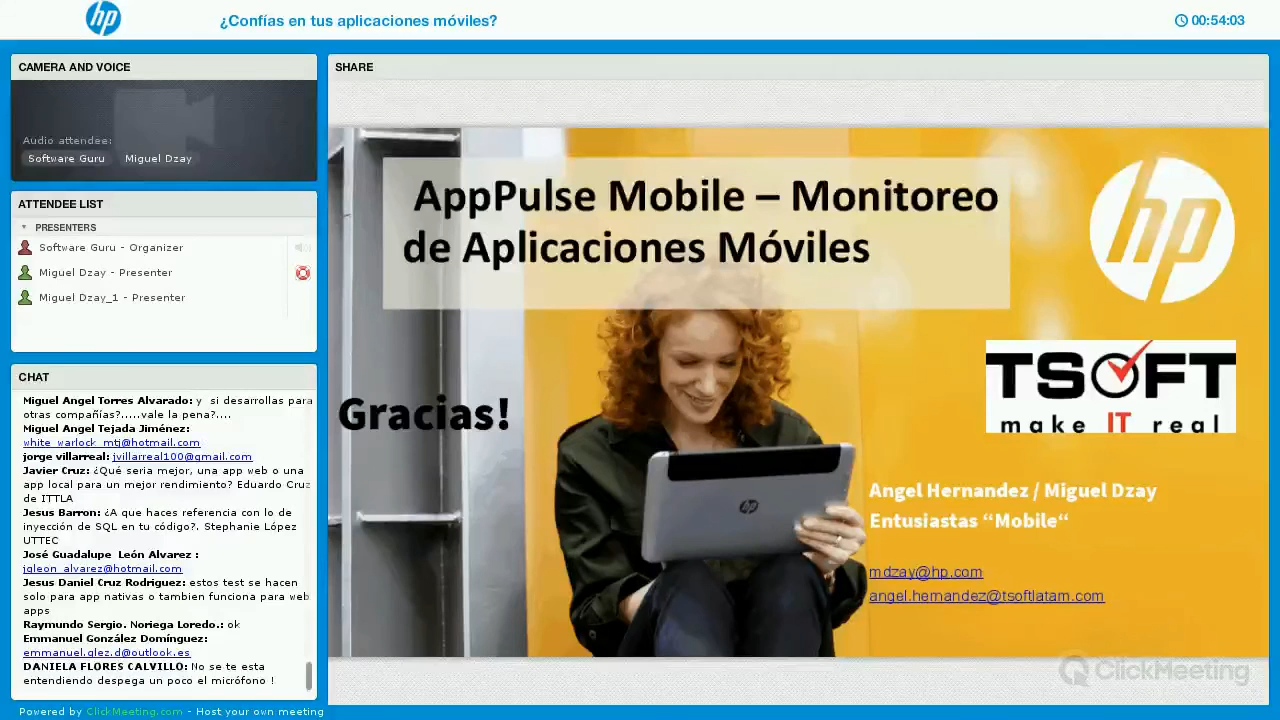 hp
¿Confías en tus aplicaciones móviles?
00:54:03
CAMERA AND VOICE
Audio attendee:
Software Guru Miguel Dzay
ATTENDEE LIST
PRESENTERS
Software Guru - Organizer
Miguel Dzay - Presenter
Miguel Dzay_1 - Presenter
CHAT
Miguel Angel Torres Alvarado: y si desarrollas para
otras compañías?.....vale la pena?....
Miguel Angel Tejada Jiménez:
white_warlock_mtj@hotmail.com
jorge villarreal: jvillarreal100@gmail.com
Javier Cruz: ¿Qué seria mejor, una app web o una
app local para un mejor rendimiento? Eduardo Cruz
de ITTLA
Jesus Barron: ¿A que haces referencia con lo de
inyección de SQL en tu código?. Stephanie López
UTTEC
José Guadalupe León Alvarez :
jgleon_alvarez@hotmail.com
Jesus Daniel Cruz Rodriguez: estos test se hacen
solo para app nativas o tambien funciona para web
apps
Raymundo Sergio. Noriega Loredo.: ok
Emmanuel González Domínguez:
emmanuel.glez.d@outlook.es
DANIELA FLORES CALVILLO: No se te esta
entendiendo despega un poco el micrófono !
Powered by ClickMeeting.com - Host your own meeting
SHARE
AppPulse Mobile – Monitoreo
de Aplicaciones Móviles
hp
TSOFT
make IT real
Gracias!
hp
Angel Hernandez / Miguel Dzay
Entusiastas “Mobile“
mdzay@hp.com
angel.hernandez@tsoftlatam.com
ClickMeeting